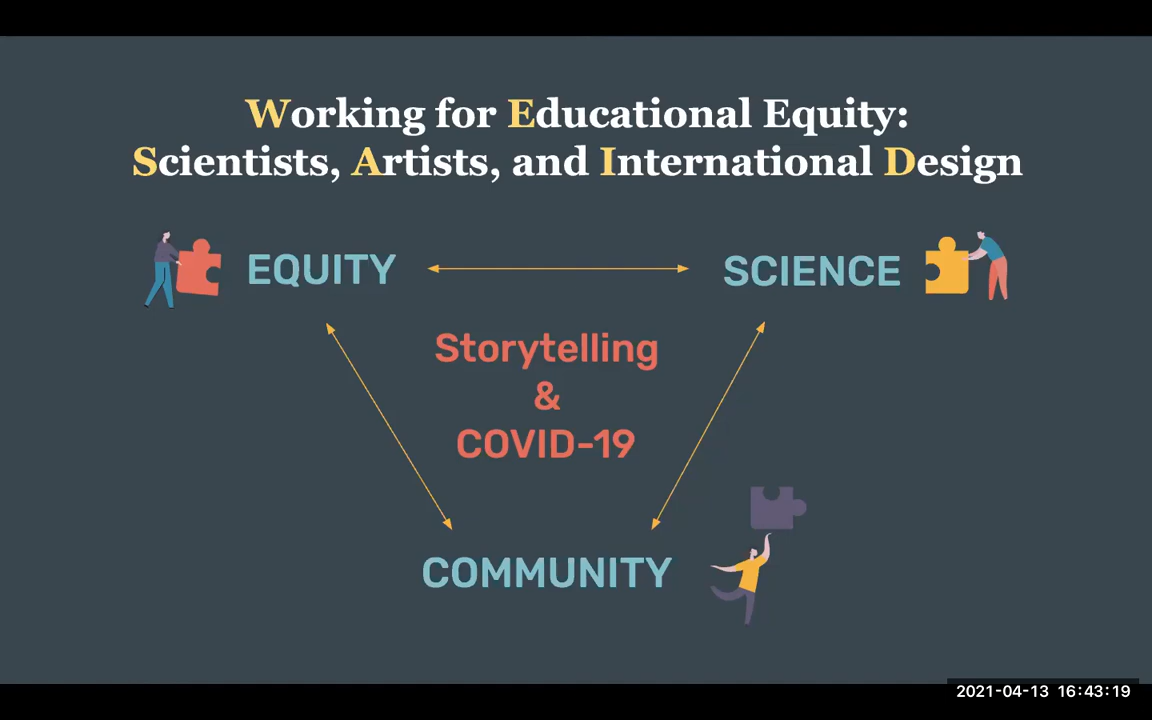 Working for Educational Equity:
Scientists, Artists, and International Design
EQUITY
SCIENCE
Storytelling
&
COVID-19
COMMUNITY
2021-04-13 16:43:19